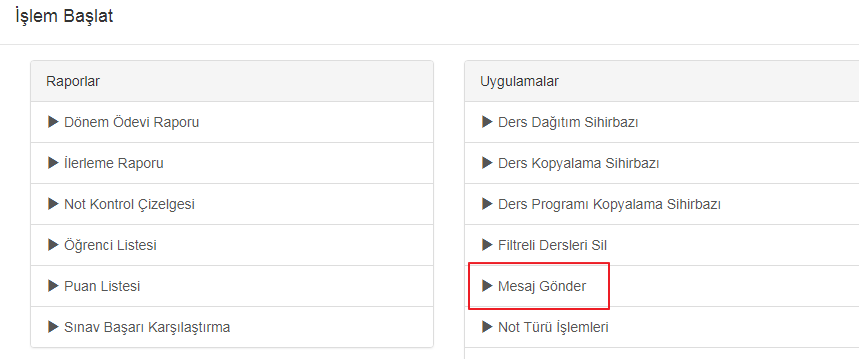 İşlem Başlat
Raporlar
Dönem Ödevi Raporu
İlerleme Raporu
Not Kontrol Çizelgesi
Öğrenci Listesi
Puan Listesi
Sınav Başarı Karşılaştırma
Uygulamalar
Ders Dağıtım Sihirbazı
Ders Kopyalama Sihirbazı
Ders Programı Kopyalama Sihirbazı
Filtreli Dersleri Sil
Mesaj Gönder
Not Türü İşlemleri